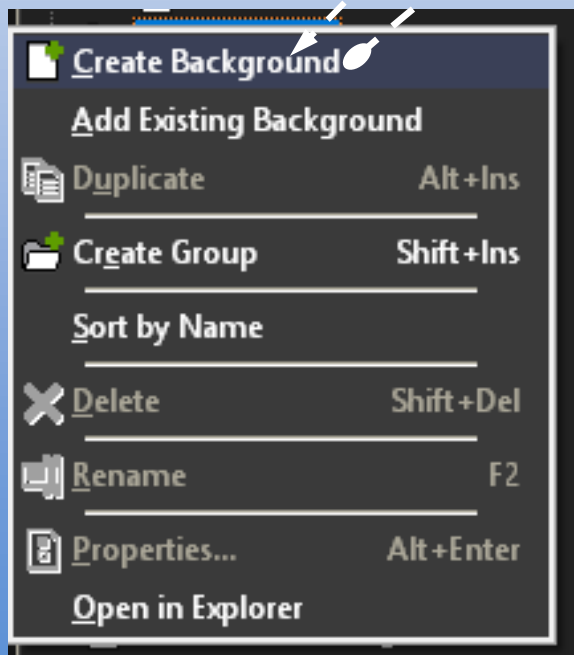 Create Background
Add Existing Background
Duplicate Alt+Ins
Create Group Shift+Ins
Sort by Name
Delete Shift+Del
Rename F2
Properties... Alt+Enter
Open in Explorer